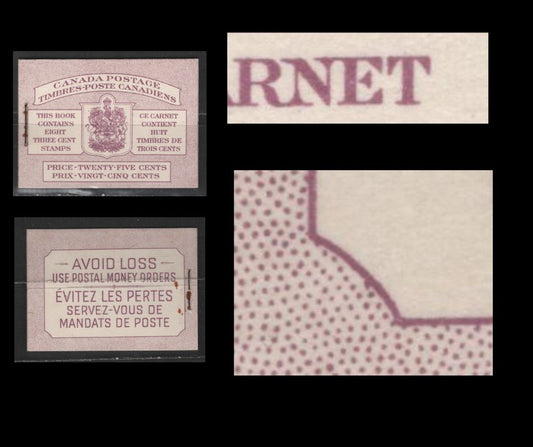 CANADA POSTAGE
TIMBRES-POSTE CANADIENS
THIS BOOK
CONTAINS
EIGHT
THREE CENT
STAMPS
CE CARNET
CONTIENT
HUIT
TIMBRES DE
TROIS CENTS
PRICE-TWENTY-FIVE CENTS
PRIX-VINGT-CINQ CENTS
ARNET
AVOID LOSS
USE POSTAL MONEY ORDERS
ÉVITEZ LES PERTES
SERVEZ-VOUS DE
MANDATS DE POSTE